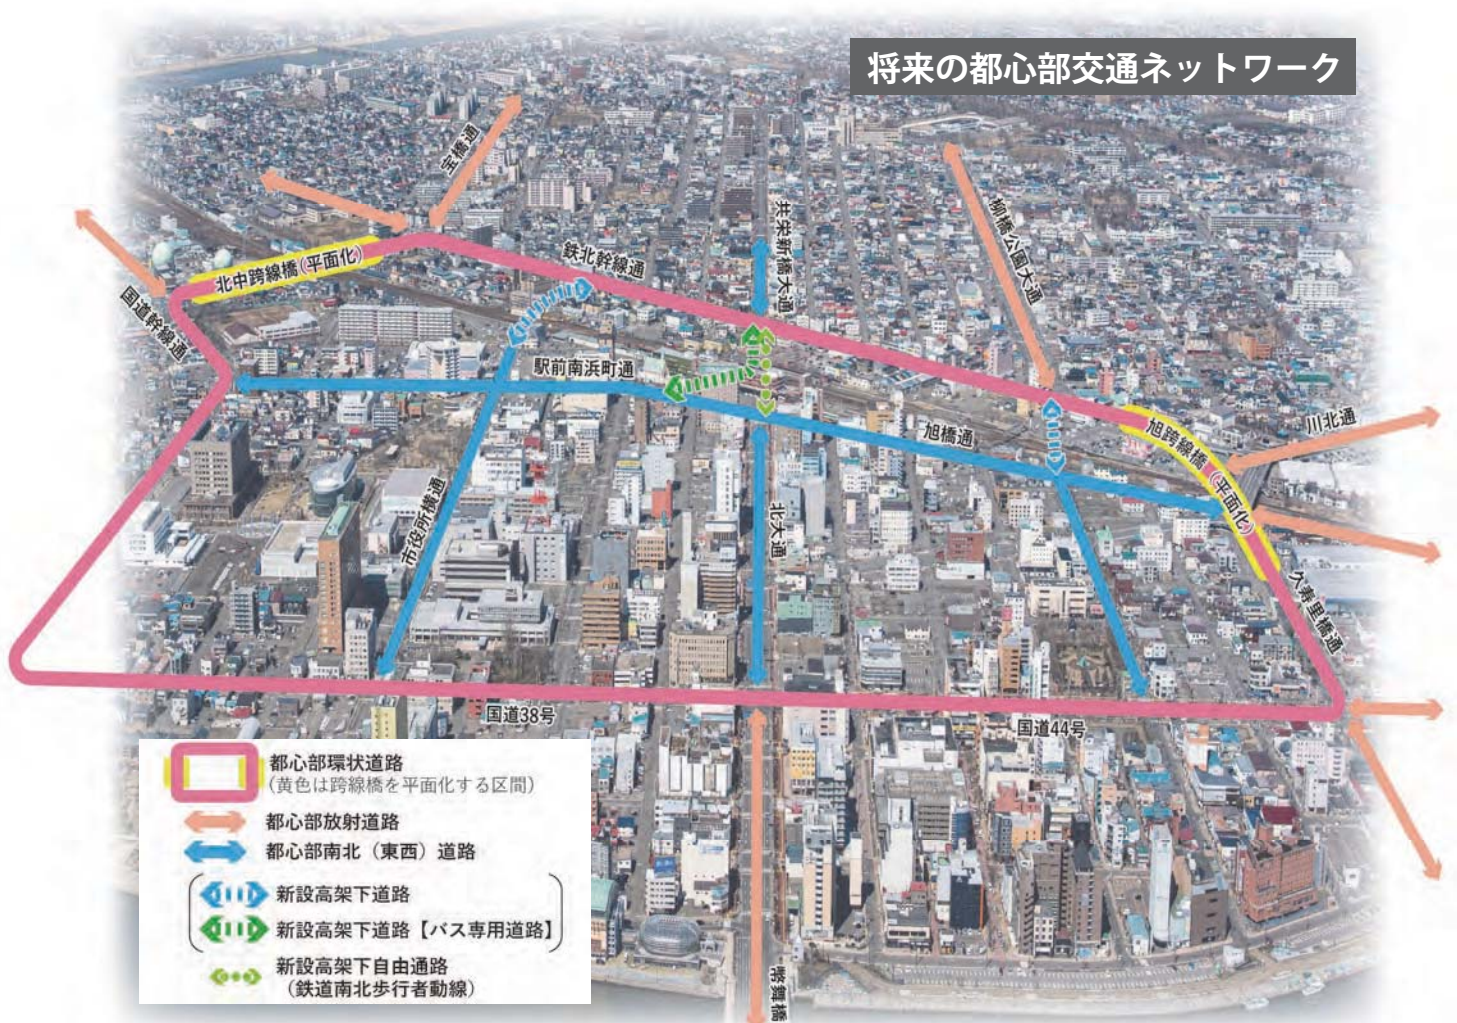 将来の都心部交通ネットワーク
宝橋通
共栄新橋大通
柳橋公園大通
北中跨線橋(平面化)
鉄北幹線通
国道幹線通
駅前南浜町通
旭橋通
旭跨線橋(平面化)
川北通
市役所横通
北大通
久寿里橋通
国道38号
国道44号
都心部環状道路
(黄色は跨線橋を平面化する区間)
都心部放射道路
都心部南北(東西)道路
新設高架下道路
新設高架下道路【バス専用道路】
新設高架下自由通路
(鉄道南北歩行者動線)
幣舞橋